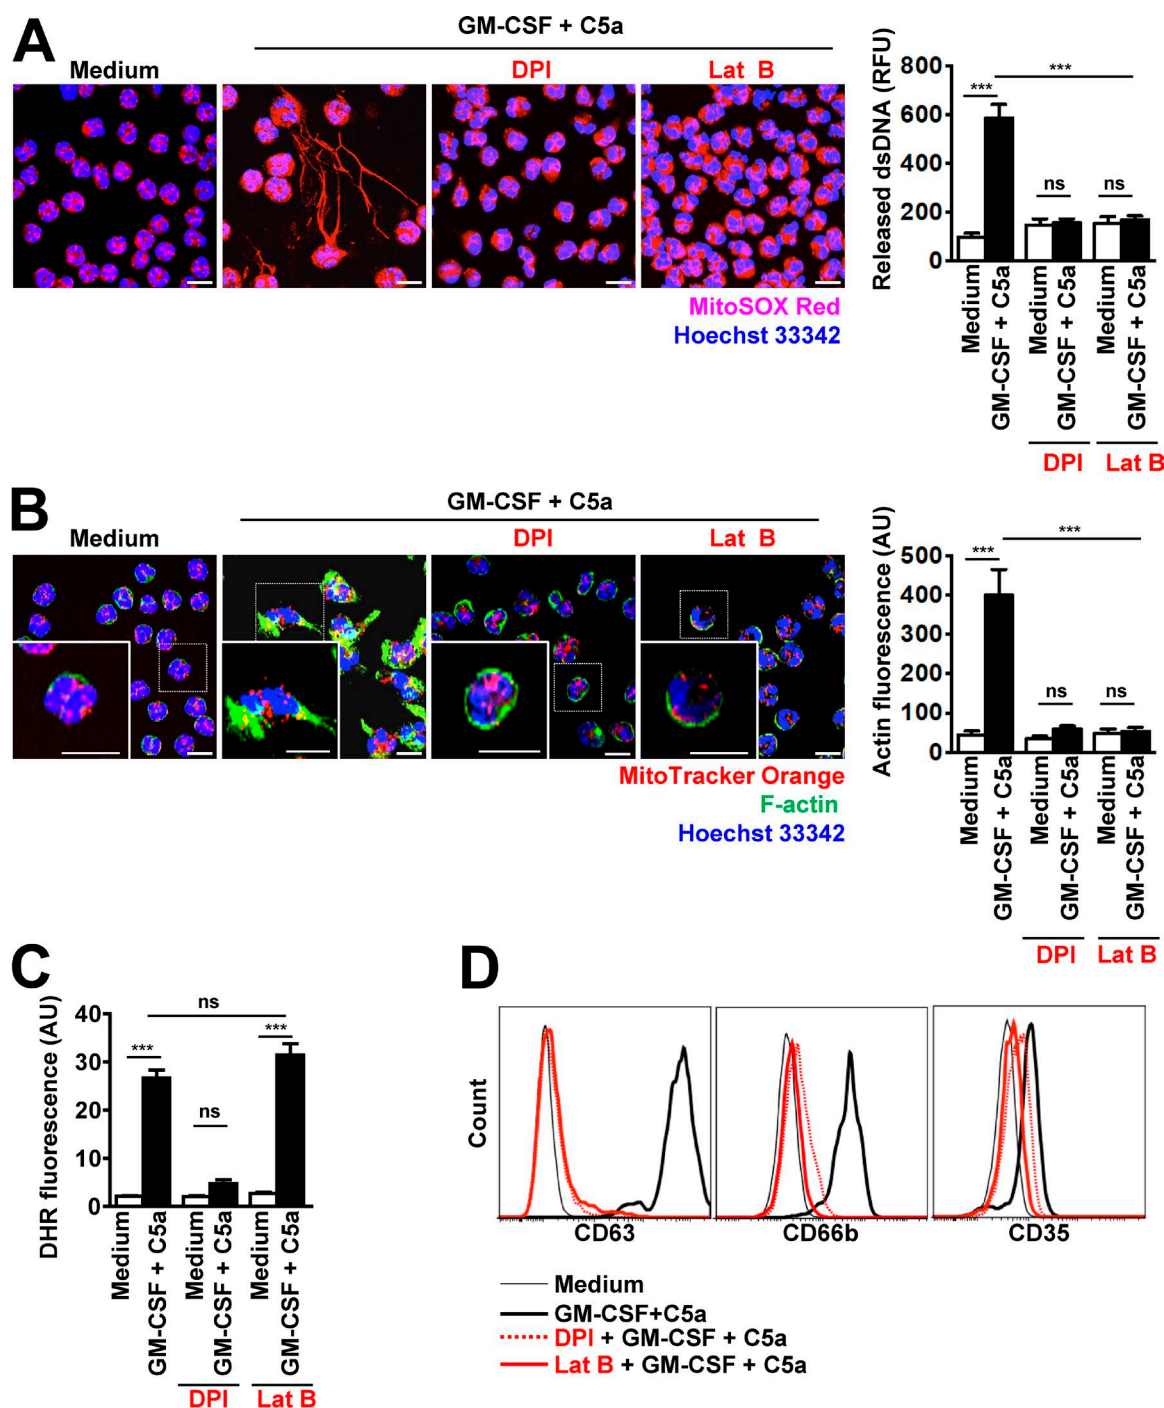 A
GM-CSF + C5a
Medium
DPI
Lat B
MitoSOX Red
Hoechst 33342
Released dsDNA (RFU)
800
600
400
200
0
***
***
ns
ns
Medium
GM-CSF + C5a
Medium
GM-CSF + C5a
Medium
GM-CSF + C5a
DPI
Lat B
B
GM-CSF + C5a
Medium
DPI
Lat B
MitoTracker Orange
F-actin
Hoechst 33342
Actin fluorescence (AU)
500
400
300
200
100
0
***
***
ns
ns
Medium
GM-CSF + C5a
Medium
GM-CSF + C5a
Medium
GM-CSF + C5a
DPI
Lat B
C
DHR fluorescence (AU)
40
30
20
10
0
ns
***
***
ns
Medium
GM-CSF + C5a
Medium
GM-CSF + C5a
Medium
GM-CSF + C5a
DPI
Lat B
D
Count
CD63
CD66b
CD35
Medium
GM-CSF+C5a
DPI + GM-CSF + C5a
Lat B + GM-CSF + C5a